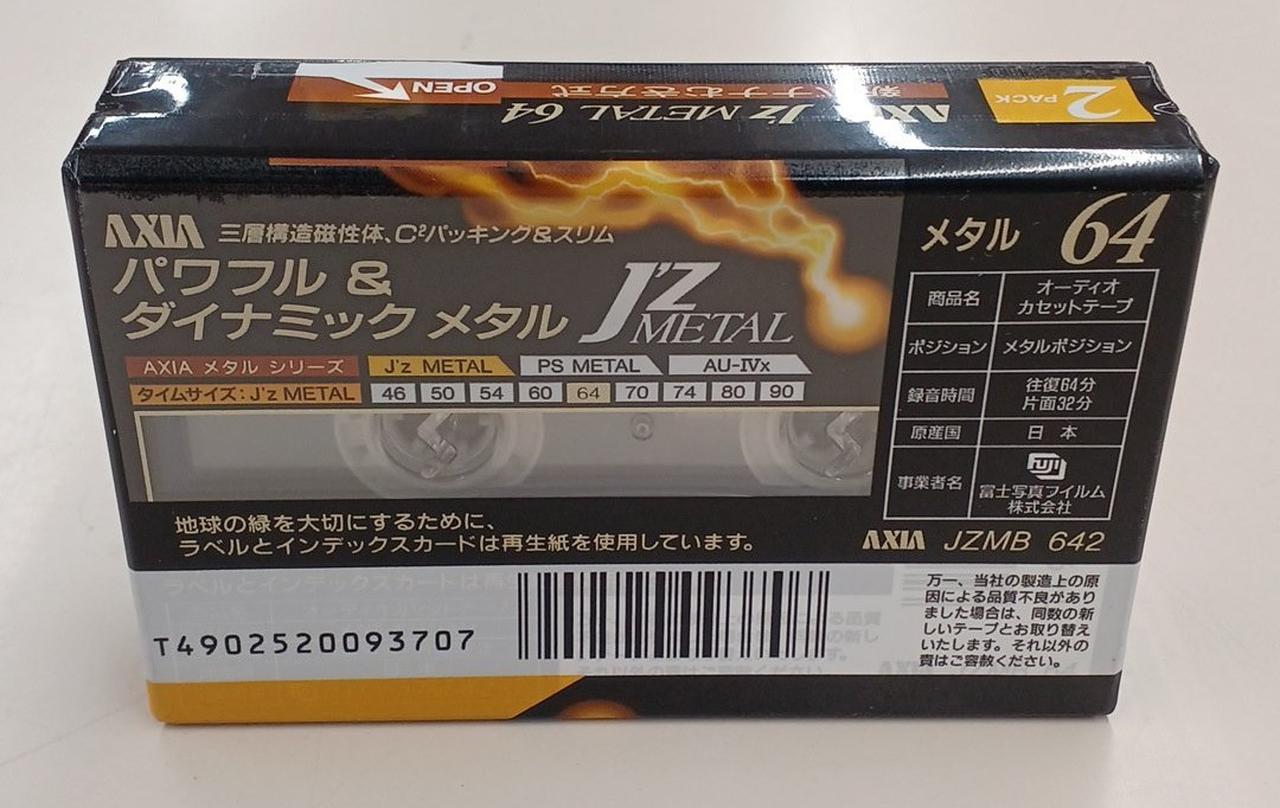 OPEN
AXIA J'z METAL 64
2 PACK
AXIA 三層構造磁性体、C²パッキング&スリム
パワフル &
ダイナミック メタル
J'Z METAL
AXIA メタル シリーズ J'z METAL PS METAL AU-IVx
タイムサイズ:J'z METAL 46 50 54 60 64 70 74 80 90
地球の緑を大切にするために、
ラベルとインデックスカードは再生紙を使用しています。
メタル 64
商品名 オーディオ
カセットテープ
ポジション メタルポジション
録音時間 往復64分
片面32分
原産国 日 本
事業者名 FUJI
富士写真フイルム
株式会社
AXIA JZMB 642
T4902520093707
万一、当社の製造上の原
因による品質不良があり
ました場合は、同数の新
しいテープとお取り替え
いたします。それ以外の
責はご容赦ください。